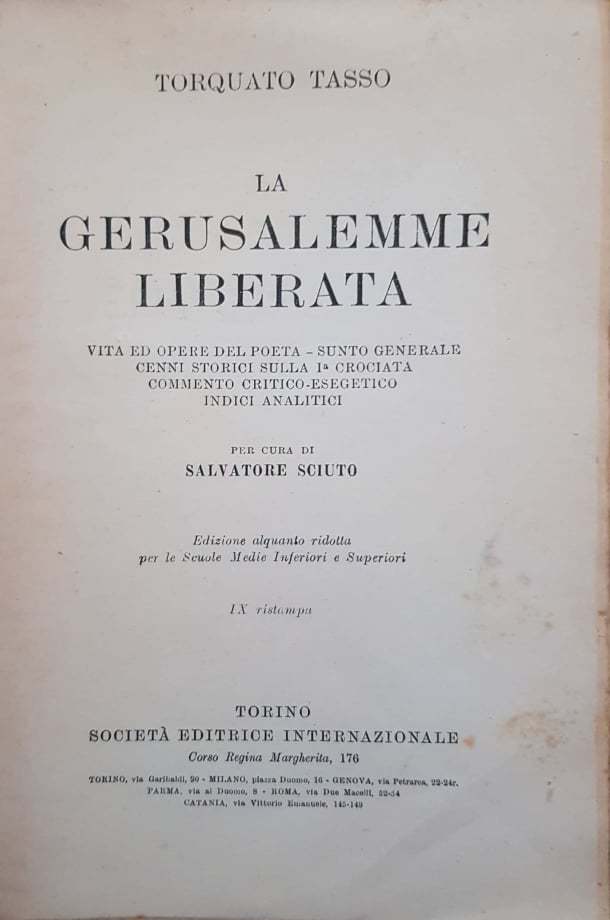 TORQUATO TASSO
LA
GERUSALEMME
LIBERATA
VITA ED OPERE DEL POETA - SUNTO GENERALE
CENNI STORICI SULLA Iª CROCIATA
COMMENTO CRITICO-ESEGETICO
INDICI ANALITICI
PER CURA DI
SALVATORE SCIUTO
Edizione alquanto ridotta
per le Scuole Medie Inferiori e Superiori
IX ristampa
TORINO
SOCIETÀ EDITRICE INTERNAZIONALE
Corso Regina Margherita, 176
TORINO, via Garibaldi, 20 - MILANO, piazza Duomo, 16 - GENOVA, via Petrarca, 22-24r.
PARMA, via al Duomo, 8 - ROMA, via Due Macelli, 52-54
CATANIA, via Vittorio Emanuele, 145-149